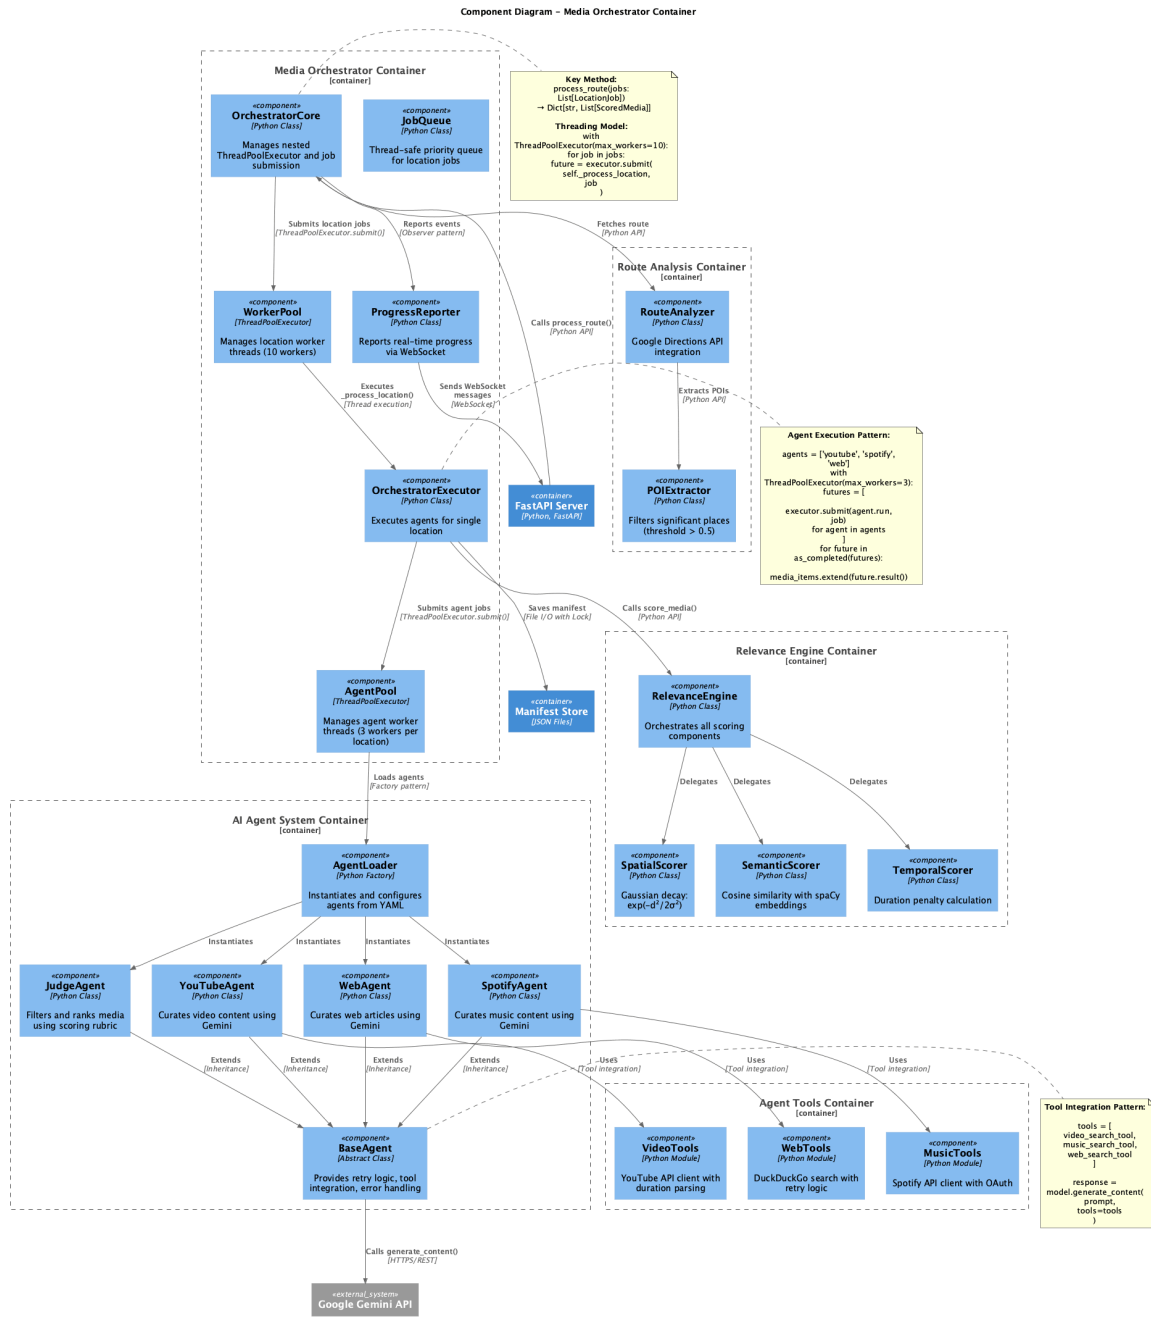 Component Diagram – Media Orchestrator Container
Media Orchestrator Container
[container]
«component»
OrchestratorCore
[Python Class]
Manages nested
ThreadPoolExecutor and job
submission
«component»
JobQueue
[Python Class]
Thread-safe priority queue
for location jobs
Key Method:
process_route(jobs:
List[LocationJob])
→ Dict[str, List[ScoredMedia]]
Threading Model:
with
ThreadPoolExecutor(max_workers=10):
for job in jobs:
future = executor.submit(
self._process_location,
job
)
Submits location jobs
[ThreadPoolExecutor.submit()]
Reports events
[Observer pattern]
Fetches route
[Python API]
Route Analysis Container
[container]
«component»
WorkerPool
[ThreadPoolExecutor]
Manages location worker
threads (10 workers)
«component»
ProgressReporter
[Python Class]
Reports real-time progress
via WebSocket
Calls process_route()
[Python API]
«component»
RouteAnalyzer
[Python Class]
Google Directions API
integration
Executes
_process_location()
[Thread execution]
Sends WebSocket
messages
[WebSocket]
Extracts POIs
[Python API]
Agent Execution Pattern:
agents = ['youtube', 'spotify',
'web']
with
ThreadPoolExecutor(max_workers=3):
futures = [
executor.submit(agent.run,
job)
for agent in agents
]
for future in
as_completed(futures):
media_items.extend(future.result())
«component»
OrchestratorExecutor
[Python Class]
Executes agents for single
location
«container»
FastAPI Server
[Python, FastAPI]
«component»
POIExtractor
[Python Class]
Filters significant places
(threshold > 0.5)
Submits agent jobs
[ThreadPoolExecutor.submit()]
Saves manifest
[File I/O with Lock]
Calls score_media()
[Python API]
Relevance Engine Container
[container]
«component»
AgentPool
[ThreadPoolExecutor]
Manages agent worker
threads (3 workers per
location)
«container»
Manifest Store
[JSON Files]
«component»
RelevanceEngine
[Python Class]
Orchestrates all scoring
components
Loads agents
[Factory pattern]
Delegates
Delegates
Delegates
AI Agent System Container
[container]
«component»
AgentLoader
[Python Factory]
Instantiates and configures
agents from YAML
«component»
SpatialScorer
[Python Class]
Gaussian decay:
exp(-d²/2σ²)
«component»
SemanticScorer
[Python Class]
Cosine similarity with spaCy
embeddings
«component»
TemporalScorer
[Python Class]
Duration penalty calculation
Instantiates
Instantiates
Instantiates
Instantiates
«component»
JudgeAgent
[Python Class]
Filters and ranks media
using scoring rubric
«component»
YouTubeAgent
[Python Class]
Curates video content using
Gemini
«component»
WebAgent
[Python Class]
Curates web articles using
Gemini
«component»
SpotifyAgent
[Python Class]
Curates music content using
Gemini
Extends
[Inheritance]
Extends
[Inheritance]
Extends
[Inheritance]
Extends
[Inheritance]
Uses
[Tool integration]
Uses
[Tool integration]
Uses
[Tool integration]
Agent Tools Container
[container]
«component»
BaseAgent
[Abstract Class]
Provides retry logic, tool
integration, error handling
«component»
VideoTools
[Python Module]
YouTube API client with
duration parsing
«component»
WebTools
[Python Module]
DuckDuckGo search with
retry logic
«component»
MusicTools
[Python Module]
Spotify API client with OAuth
Tool Integration Pattern:
tools = [
video_search_tool,
music_search_tool,
web_search_tool
]
response =
model.generate_content(
prompt,
tools=tools
)
Calls generate_content()
[HTTPS/REST]
«external_system»
Google Gemini API